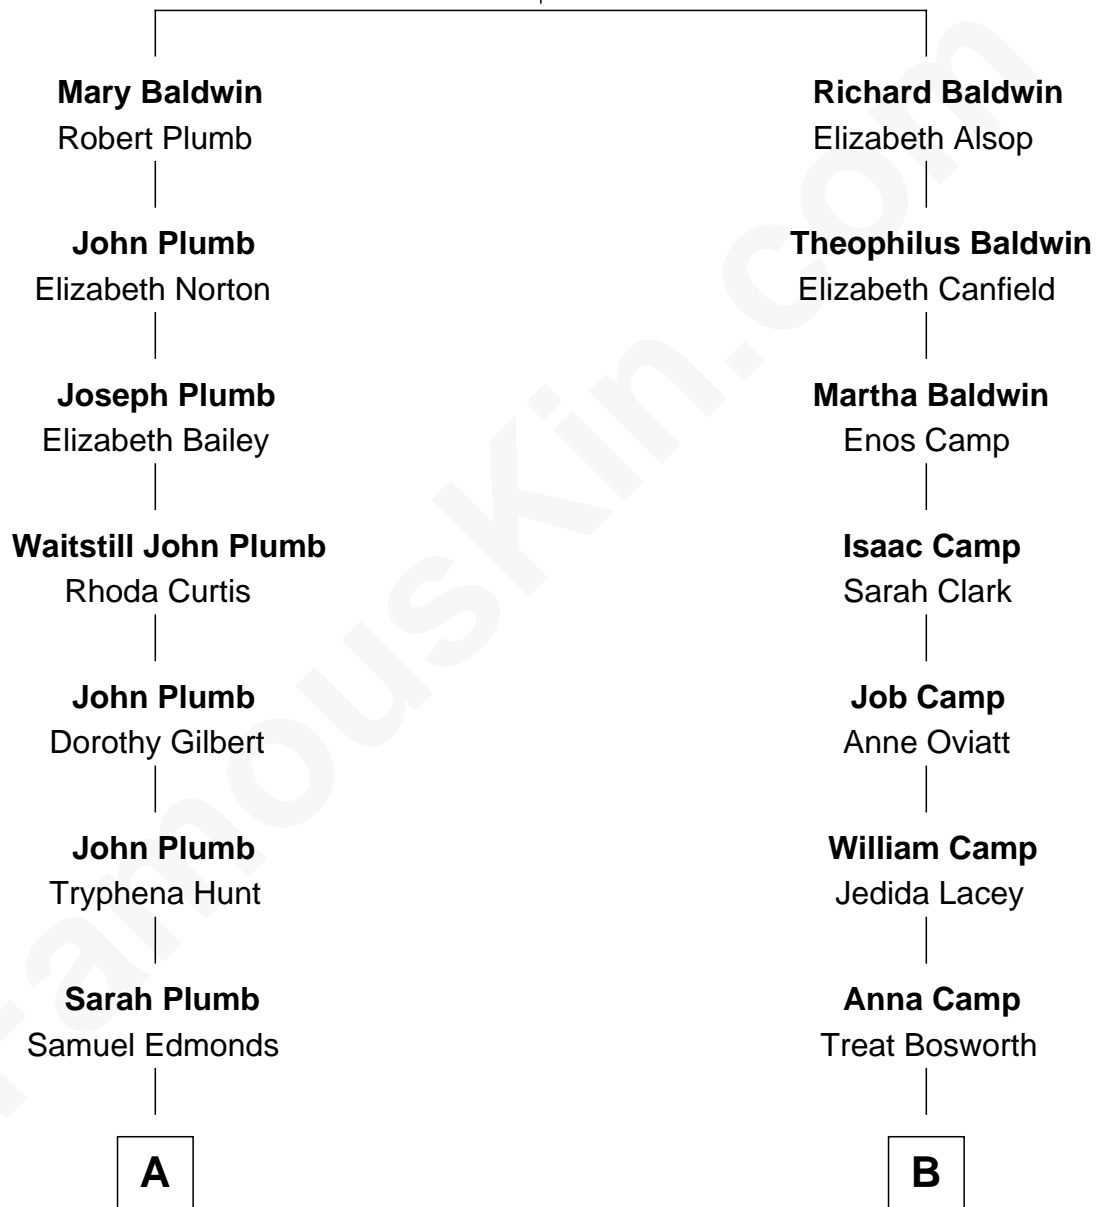 Mary Baldwin
Robert Plumb
John Plumb
Elizabeth Norton
Joseph Plumb
Elizabeth Bailey
Waitstill John Plumb
Rhoda Curtis
John Plumb
Dorothy Gilbert
John Plumb
Tryphena Hunt
Sarah Plumb
Samuel Edmonds
A
Richard Baldwin
Elizabeth Alsop
Theophilus Baldwin
Elizabeth Canfield
Martha Baldwin
Enos Camp
Isaac Camp
Sarah Clark
Job Camp
Anne Oviatt
William Camp
Jedida Lacey
Anna Camp
Treat Bosworth
B
FamousKin.com